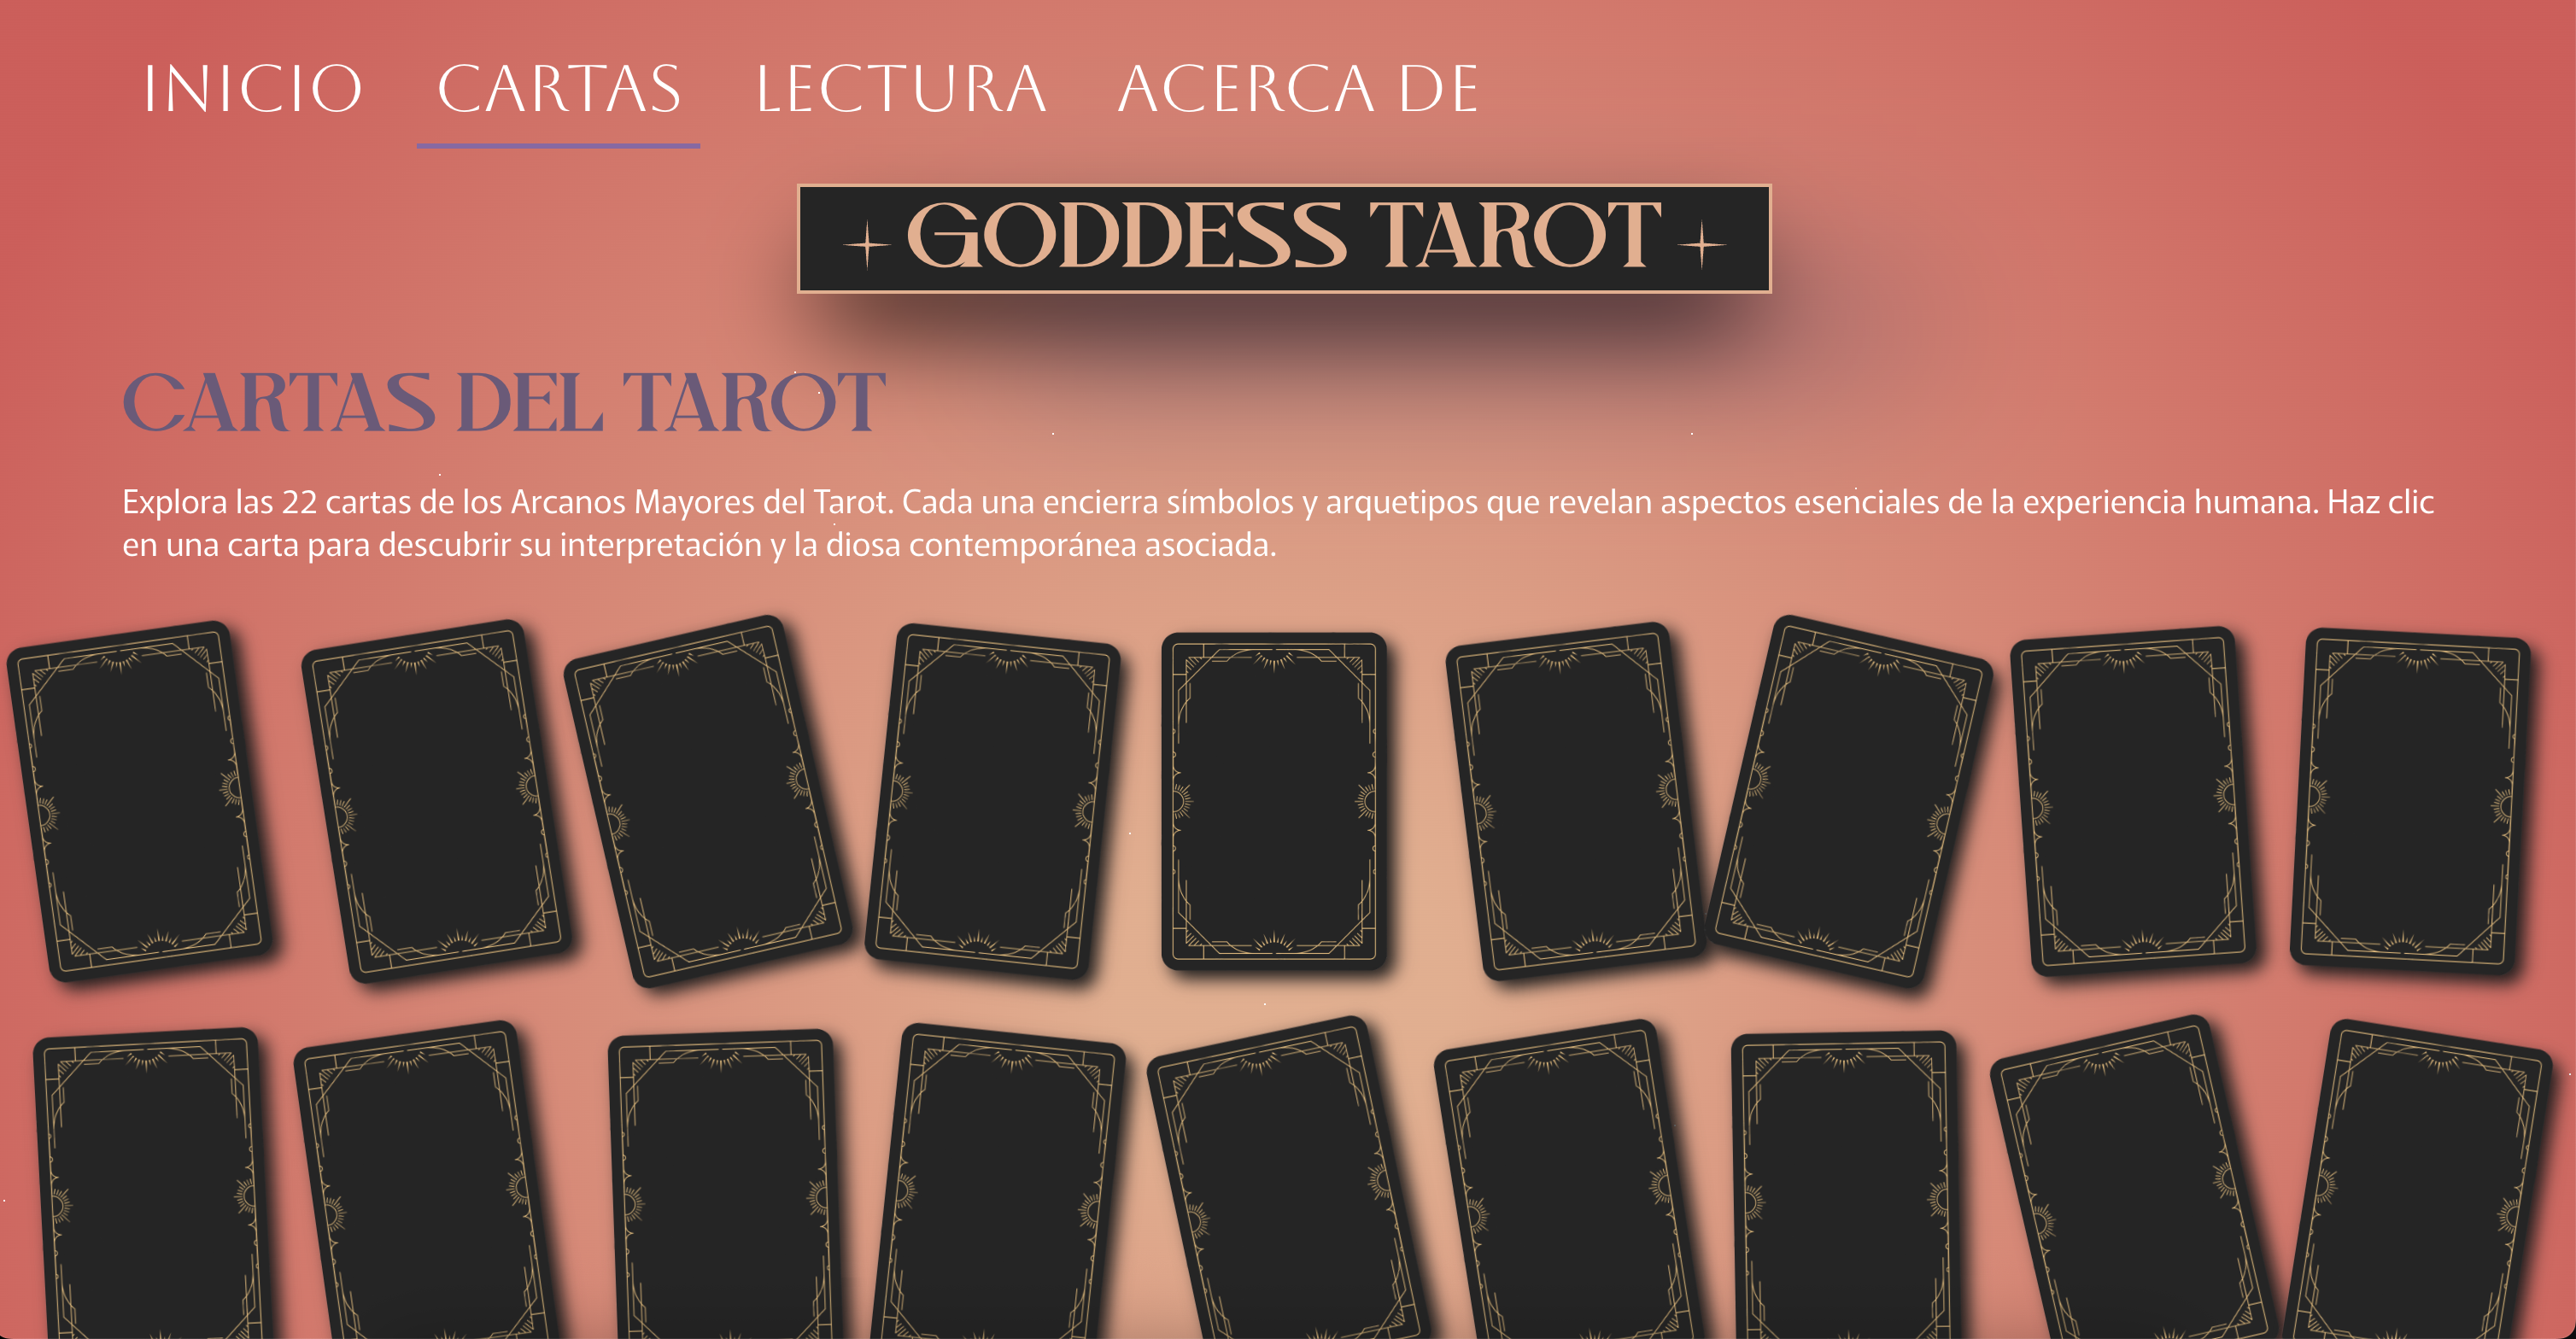 INICIO CARTAS LECTURA ACERCA DE
GODDESS TAROT
CARTAS DEL TAROT
Explora las 22 cartas de los Arcanos Mayores del Tarot. Cada una encierra símbolos y arquetipos que revelan aspectos esenciales de la experiencia humana. Haz clic
en una carta para descubrir su interpretación y la diosa contemporánea asociada.